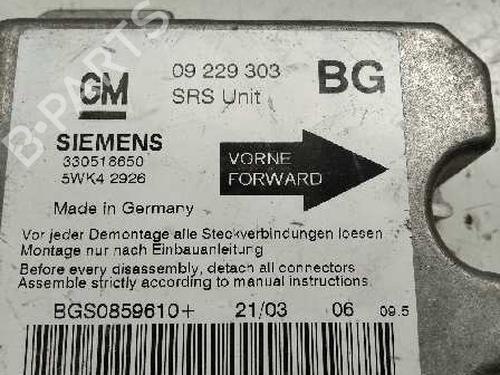 GM
09 229 303
BG
SRS Unit
SIEMENS
330518650
5WK4 2926
VORNE
FORWARD
Made in Germany
Vor jeder Demontage alle Steckverbindungen loesen
Montage nur nach Einbauanleitung
Before every disassembly, detach all connectors
Assemble strictly according to manual instructions.
BGS0859610+ 21/03 06 09.5
B-PARTS